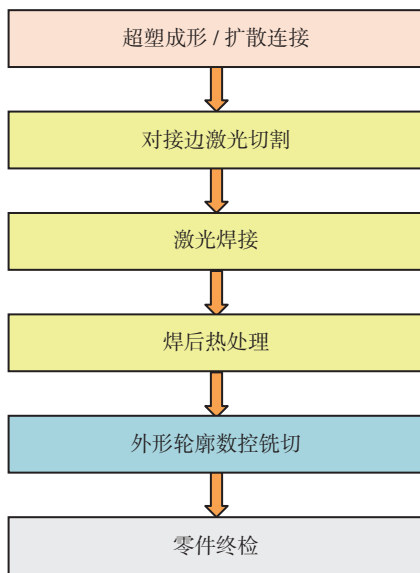 超塑成形 / 扩散连接
对接边激光切割
激光焊接
焊后热处理
外形轮廓数控铣切
零件终检